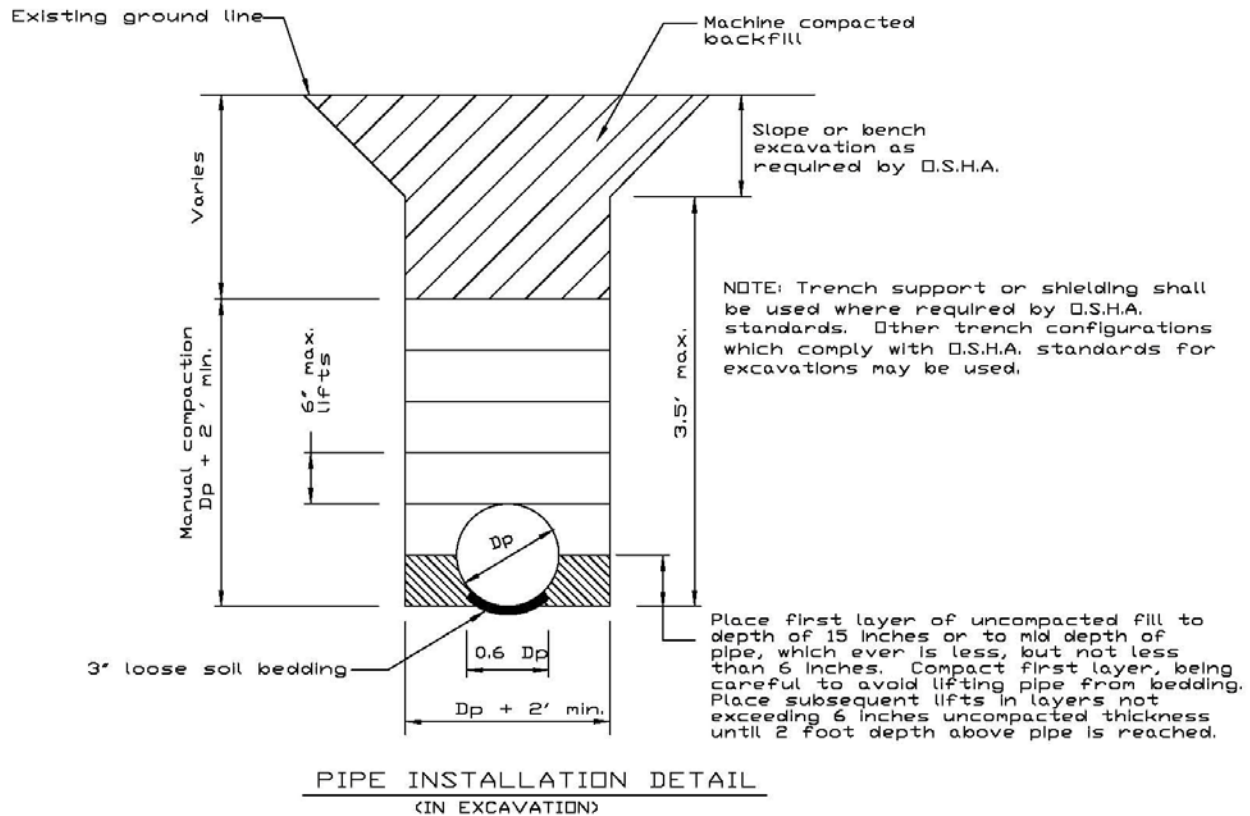 Existing ground line
Machine compacted
backfill
Slope or bench
excavation as
required by O.S.H.A.
Varies
NOTE: Trench support or shielding shall
be used where required by O.S.H.A.
standards. Other trench configurations
which comply with O.S.H.A. standards for
excavations may be used.
Manual compaction
Dp + 2' min.
6" max.
lifts
3.5' max.
Dp
3" loose soil bedding
0.6 Dp
Dp + 2' min.
Place first layer of uncompacted fill to
depth of 15 inches or to mid depth of
pipe, which ever is less, but not less
than 6 inches. Compact first layer, being
careful to avoid lifting pipe from bedding.
Place subsequent lifts in layers not
exceeding 6 inches uncompacted thickness
until 2 foot depth above pipe is reached.
PIPE INSTALLATION DETAIL
(IN EXCAVATION)